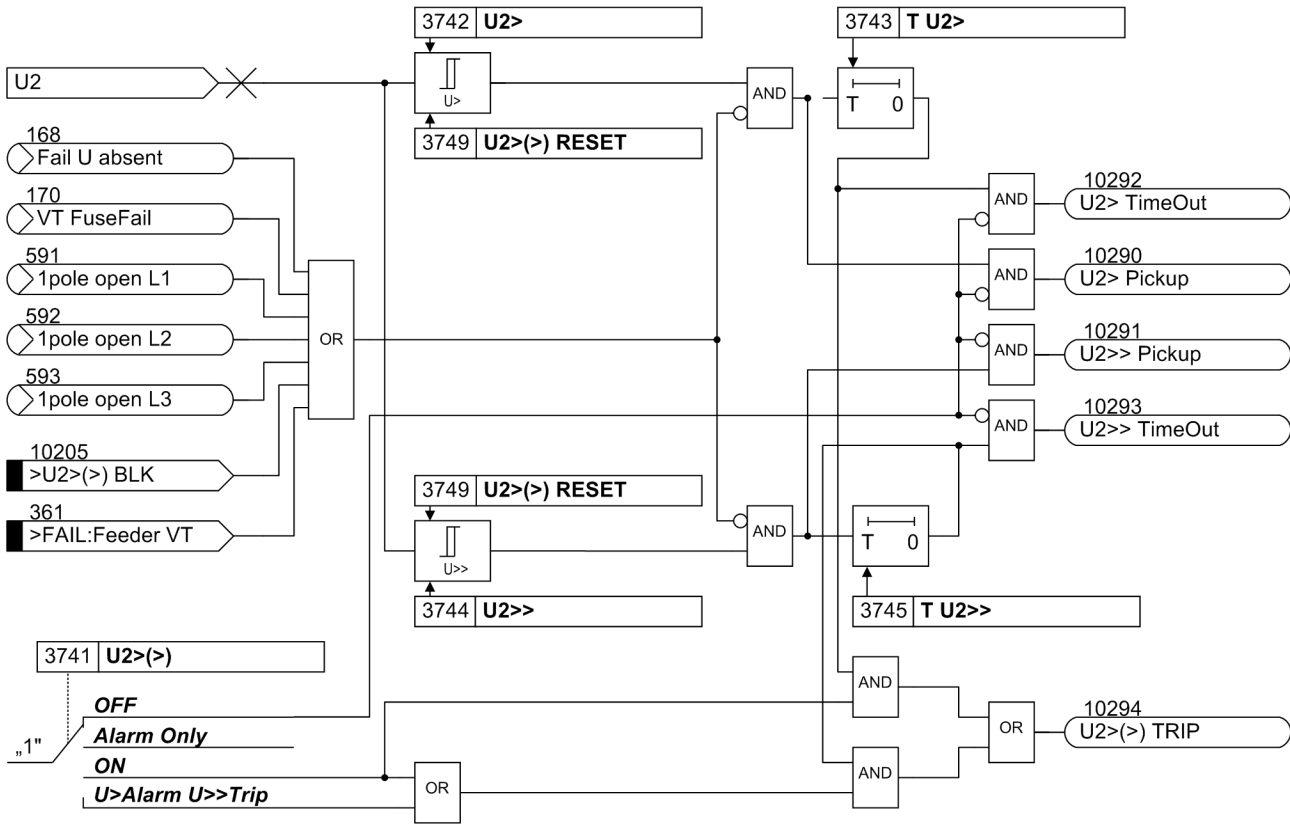 3742 U2>
3743 T U2>
U2
U>
AND
T 0
3749 U2>(>) RESET
168
Fail U absent
170
VT FuseFail
591
1pole open L1
592
1pole open L2
593
1pole open L3
10205
>U2>(>) BLK
361
>FAIL:Feeder VT
OR
AND
10292
U2> TimeOut
AND
10290
U2> Pickup
AND
10291
U2>> Pickup
AND
10293
U2>> TimeOut
3749 U2>(>) RESET
U>>
AND
T 0
3744 U2>>
3745 T U2>>
3741 U2>(>)
„1"
OFF
Alarm Only
ON
U>Alarm U>>Trip
OR
AND
AND
OR
10294
U2>(>) TRIP